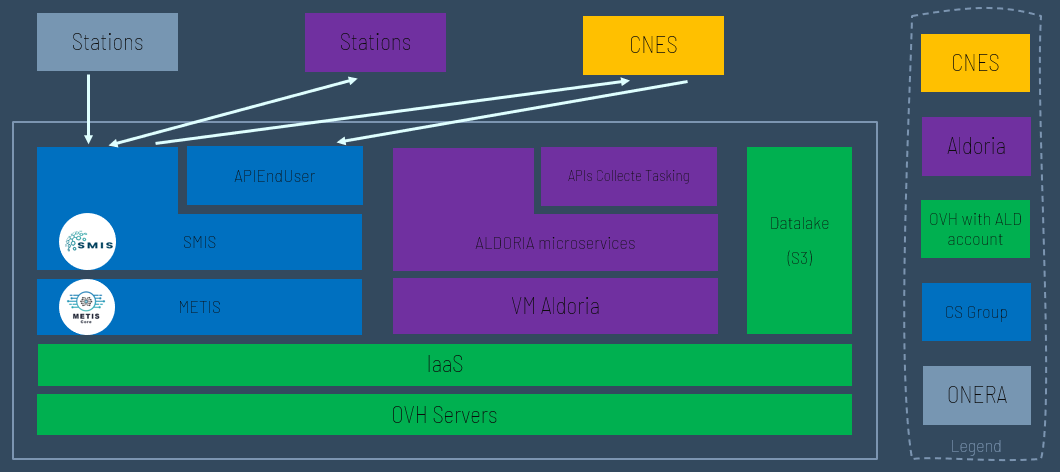 Stations
Stations
CNES
APIEndUser
APIs Collecte Tasking
SMIS
SMIS
ALDORIA microservices
Datalake
(S3)
METIS
Core
METIS
VM Aldoria
IaaS
OVH Servers
CNES
Aldoria
OVH with ALD
account
CS Group
ONERA
Legend